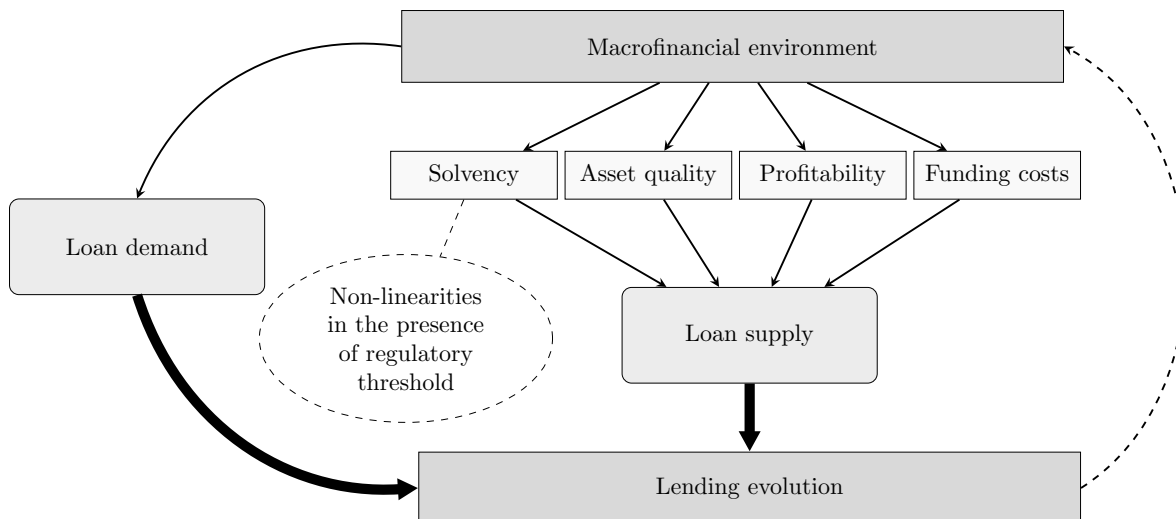 Macrofinancial environment
Solvency
Asset quality
Profitability
Funding costs
Loan demand
Non-linearities
in the presence
of regulatory
threshold
Loan supply
Lending evolution